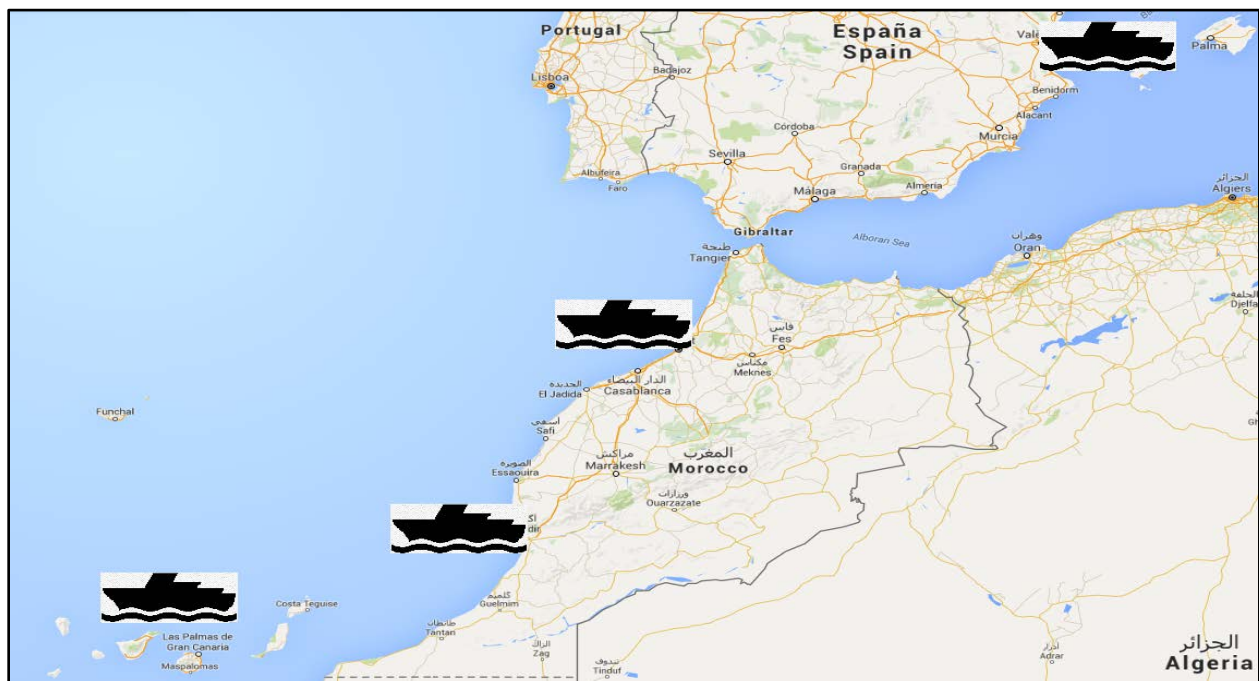 Portugal
España
Spain
Palma
Lisboa
Badajoz
Benidorm
Alacant
Córdoba
Murcia
Sevilla
Granada
Albufeira
Faro
Málaga
Almeria
الجزائر
Algiers
Gibraltar
Alboran Sea
طنجة
Tangier
وهران
Oran
الجلفة
Djelfa
فاس
Fes
مكناس
Meknes
الدار البيضاء
Casablanca
الجديدة
El Jadida
Funchal
آسفي
Safi
مراكش
Marrakesh
المغرب
Morocco
الصويرة
Essaouira
ورزازات
Ouarzazate
كلميم
Guelmim
Costa Teguise
طانطان
Tantan
Las Palmas de
Gran Canaria
Maspalomas
الزاك
Zag
تندوف
Tinduf
أدرار
Adrar
الجزائر
Algeria